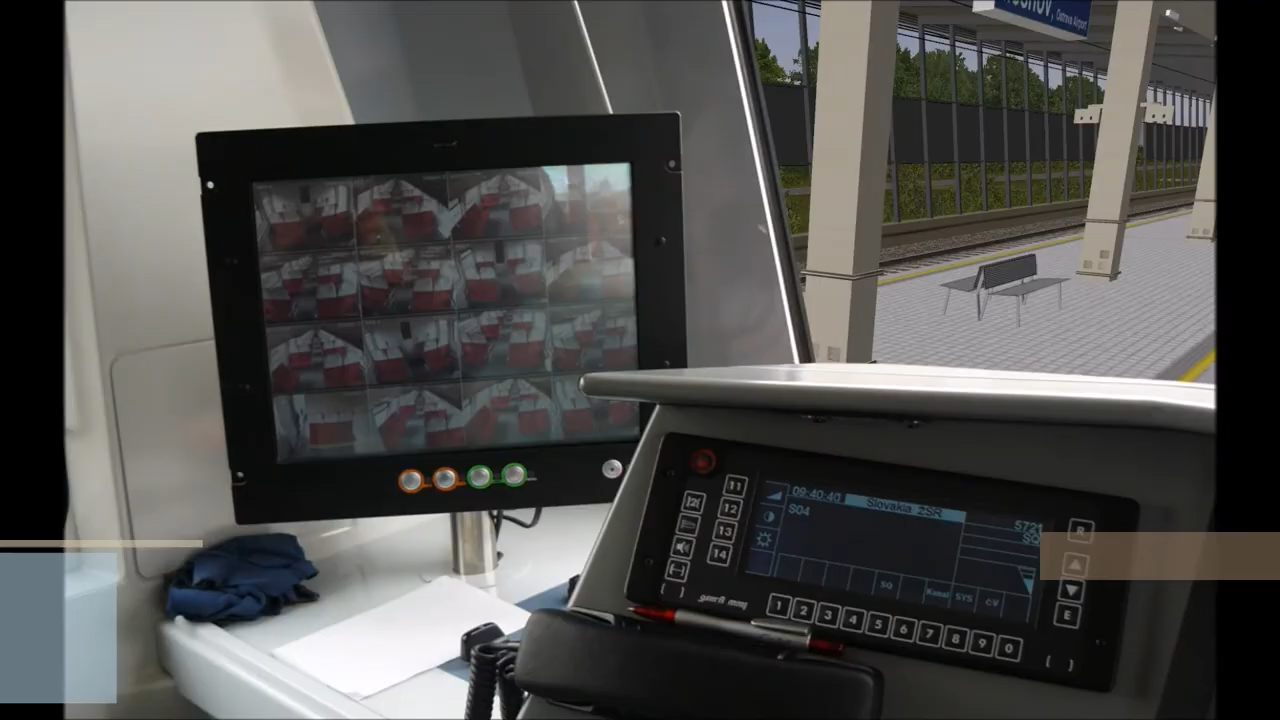 Ostrava Airport
09:40:40 Slovakia ZSR
5721
S04
SQ
Kanal
SYS
CV
11
12
13
14
R
E
1 2 3 4 5 6 7 8 9 0